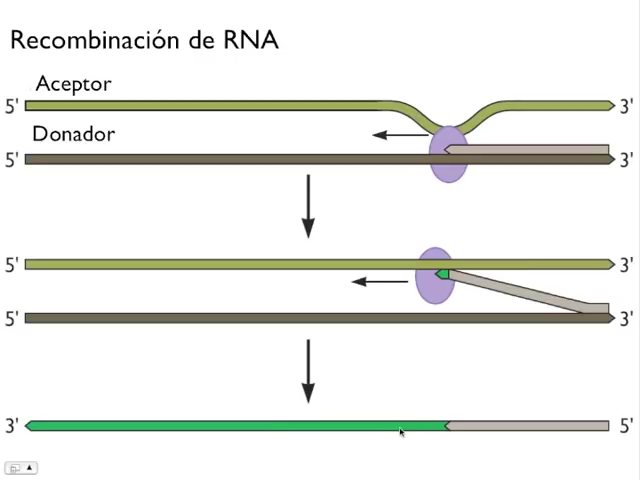 Recombinación de RNA
Aceptor
5' 3'
Donador
5' 3'
5' 3'
5' 3'
3' 5'